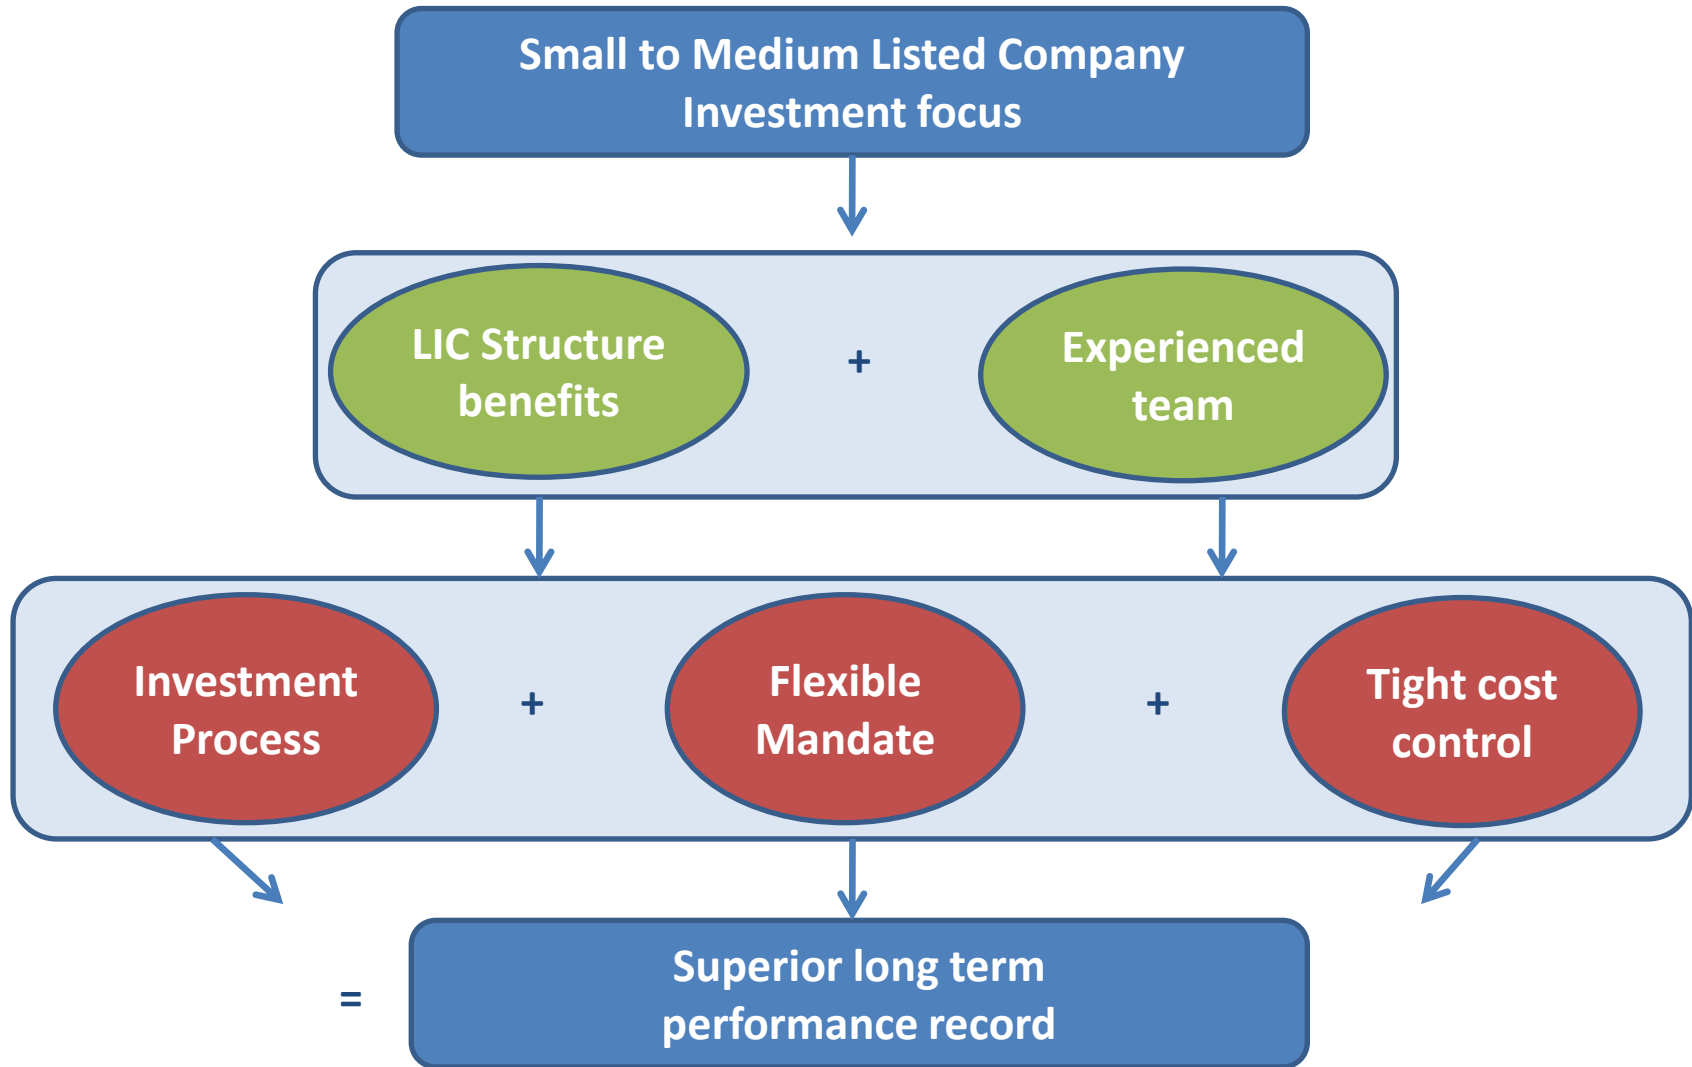 Small to Medium Listed Company
Investment focus
LIC Structure
benefits
+
Experienced
team
Investment
Process
+
Flexible
Mandate
+
Tight cost
control
=
Superior long term
performance record